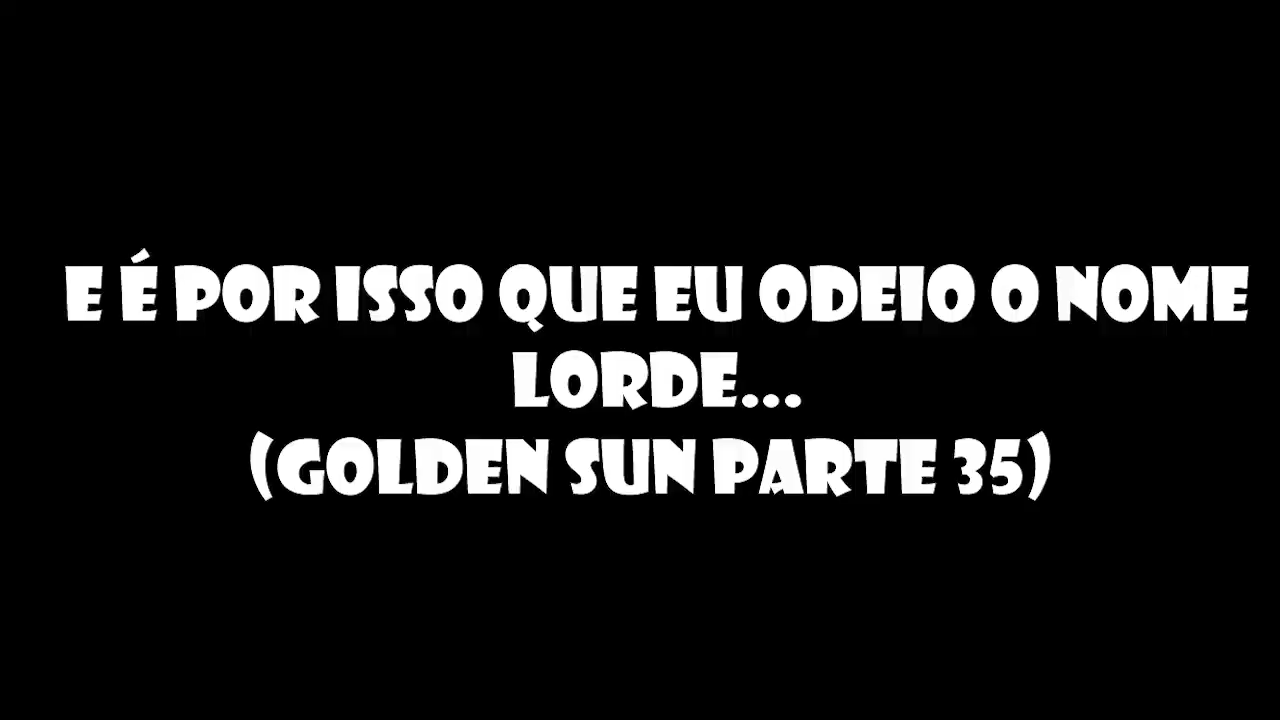 E É POR ISSO QUE EU ODEIO O NOME
LORDE...
(GOLDEN SUN PARTE 35)